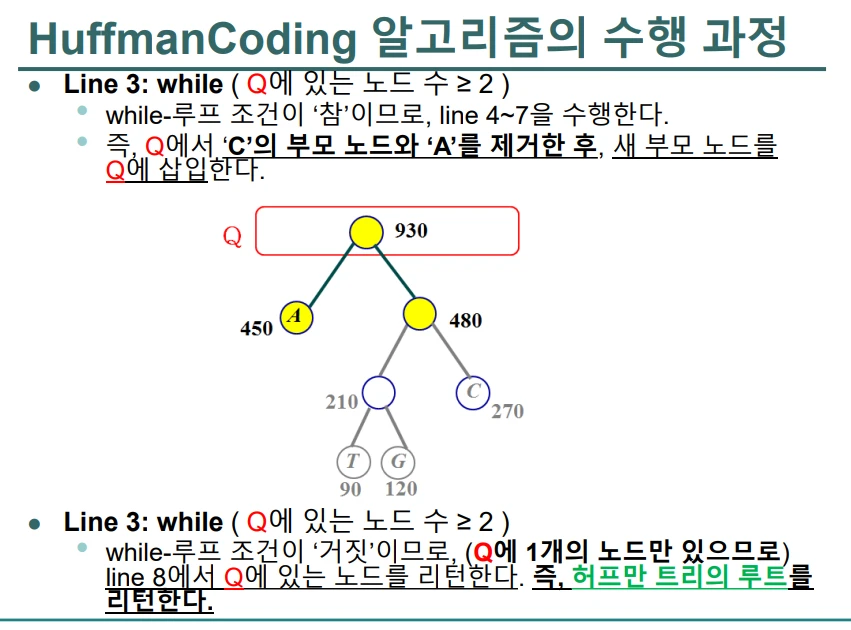 HuffmanCoding 알고리즘의 수행 과정
Line 3: while ( Q에 있는 노드 수 ≥ 2 )
while-루프 조건이 ‘참’이므로, line 4~7을 수행한다.
즉, Q에서 ‘C’의 부모 노드와 ‘A’를 제거한 후, 새 부모 노드를
Q에 삽입한다.
Q
930
450
A
480
210
C
270
T
G
90
120
Line 3: while ( Q에 있는 노드 수 ≥ 2 )
while-루프 조건이 ‘거짓’이므로, (Q에 1개의 노드만 있으므로)
line 8에서 Q에 있는 노드를 리턴한다. 즉, 허프만 트리의 루트를
리턴한다.